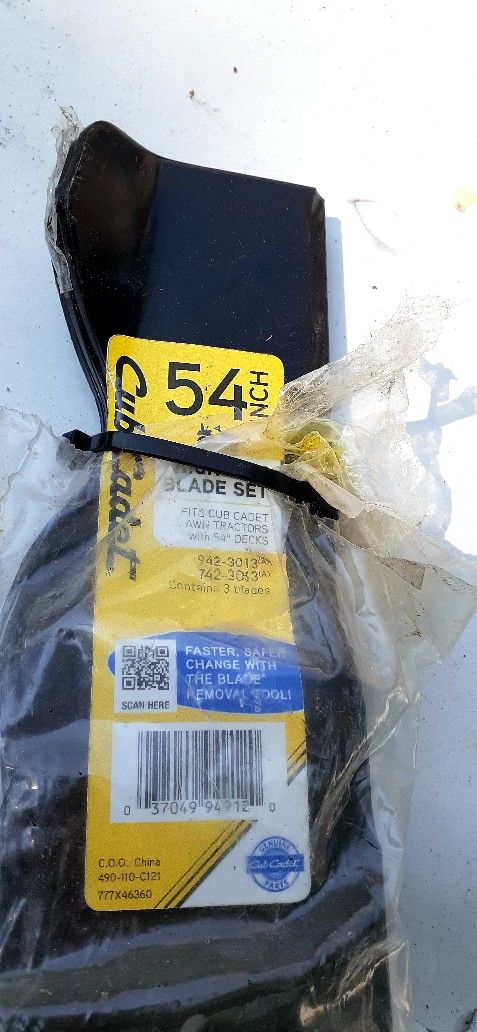 Cub Cadet
54
INCH
BLADE SET
FITS CUB CADET
LAWN TRACTORS
with 54" DECKS
942-3013
742-3053(A)
Contains 3 blades
FASTER, SAFER
CHANGE WITH
THE BLADE
REMOVAL TOOL!
SCAN HERE
0 37049 94912 0
C.O.O. China
490-110-C121
777X46360
GENUINE
Cub Cadet
PARTS